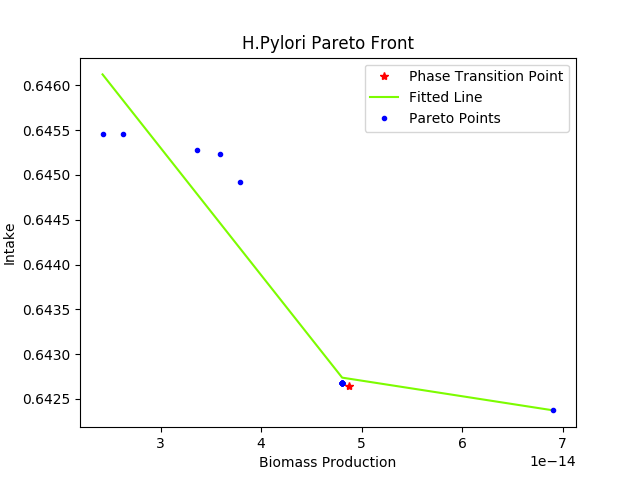 H.Pylori Pareto Front
Phase Transition Point
Fitted Line
Pareto Points
0.6460
0.6455
0.6450
0.6445
0.6440
0.6435
0.6430
0.6425
Intake
3 4 5 6 7
1e−14
Biomass Production